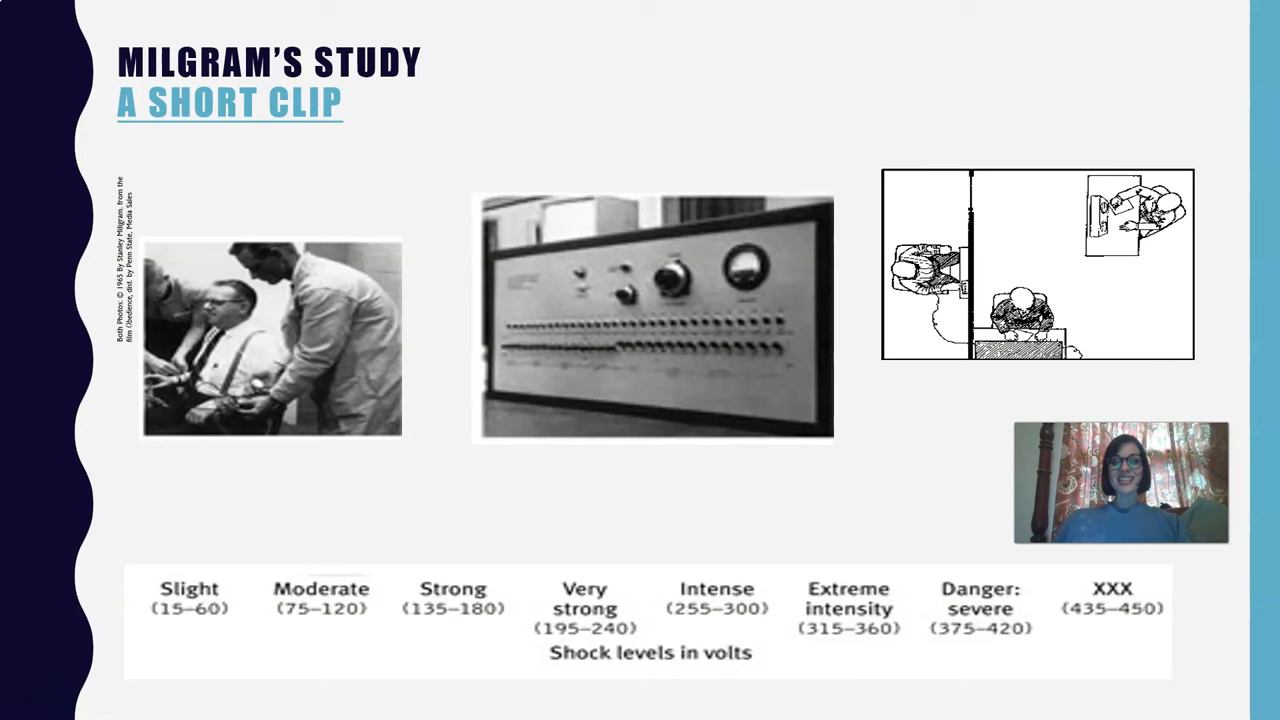 MILGRAM’S STUDY
A SHORT CLIP
Both Photos: © 1965 By Stanley Miligram, from the
film Obedience, dist. by Penn State, Media Sales
Slight
(15–60)
Moderate
(75–120)
Strong
(135–180)
Very
strong
(195–240)
Intense
(255–300)
Extreme
intensity
(315–360)
Danger:
severe
(375–420)
XXX
(435–450)
Shock levels in volts